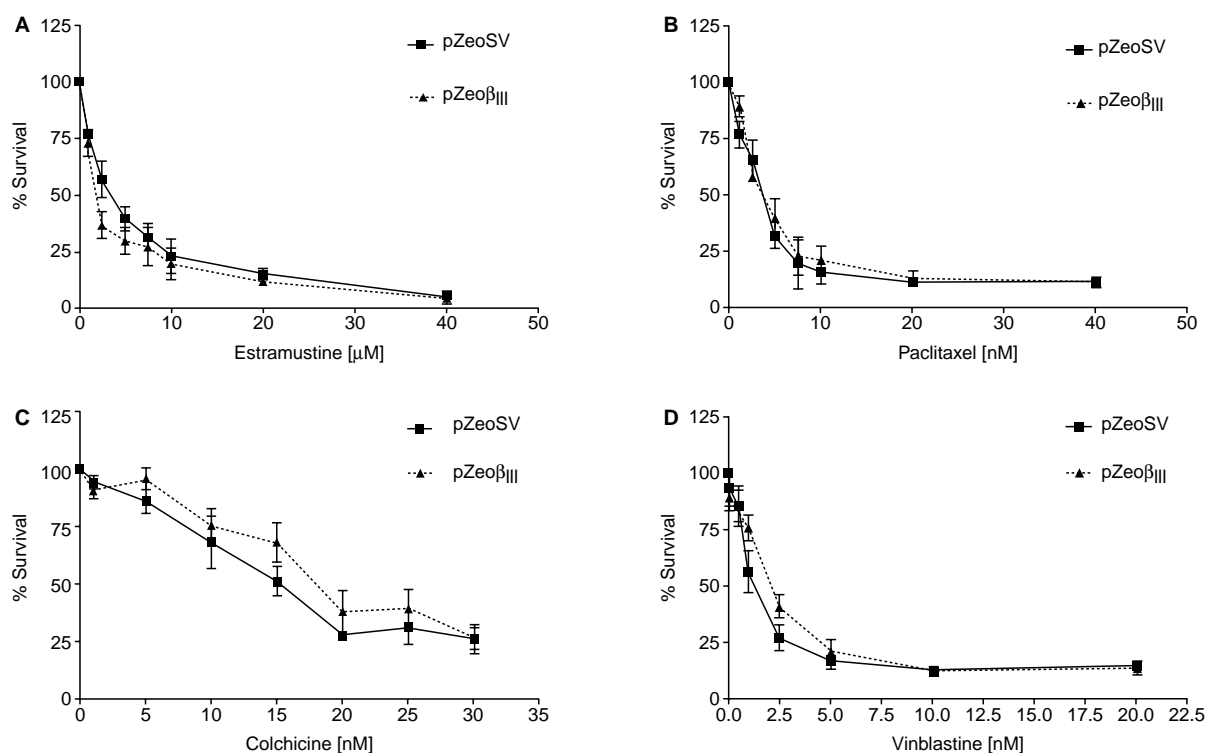 A
125
100
75
50
25
0
% Survival
pZeoSV
pZeoβIII
0 10 20 30 40 50
Estramustine [μM]
B
125
100
75
50
25
0
% Survival
pZeoSV
pZeoβIII
0 10 20 30 40 50
Paclitaxel [nM]
C
125
100
75
50
25
0
% Survival
pZeoSV
pZeoβIII
0 5 10 15 20 25 30 35
Colchicine [nM]
D
125
100
75
50
25
0
% Survival
pZeoSV
pZeoβIII
0.0 2.5 5.0 7.5 10.0 12.5 15.0 17.5 20.0 22.5
Vinblastine [nM]